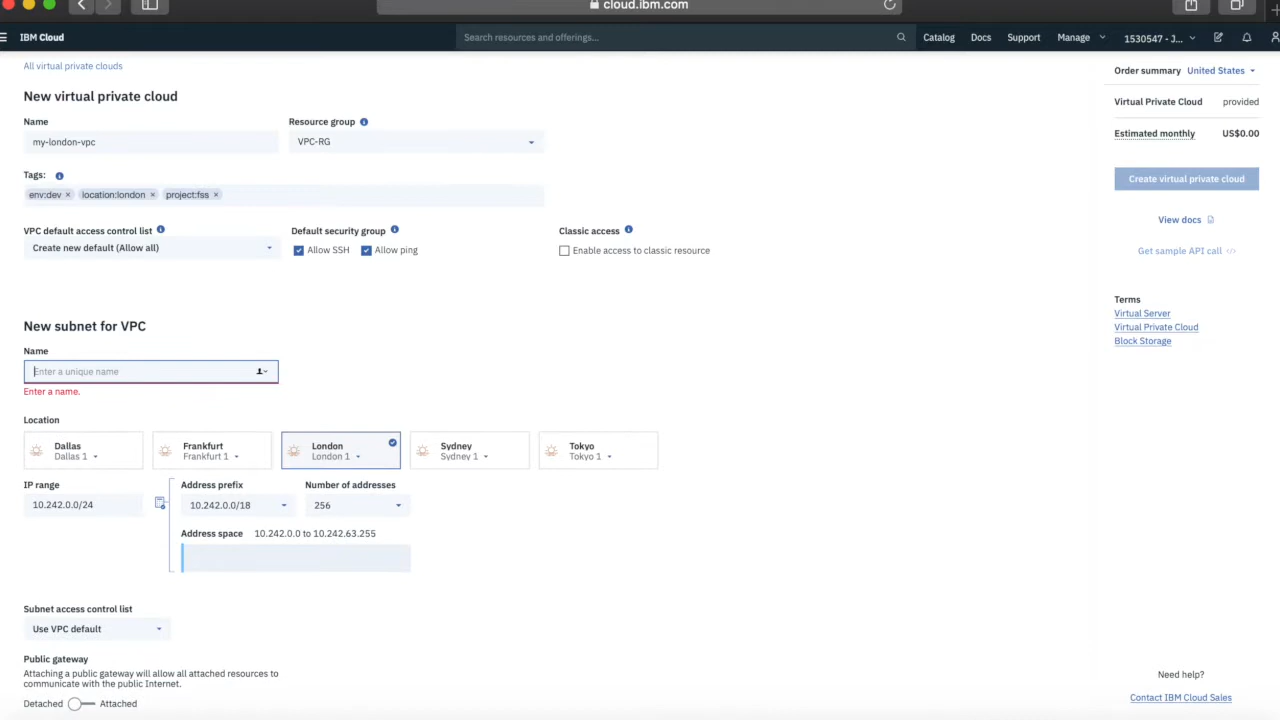 cloud.ibm.com
IBM Cloud
Search resources and offerings...
Catalog Docs Support Manage 1530547 - J...
All virtual private clouds
New virtual private cloud
Name
my-london-vpc
Resource group
VPC-RG
Tags:
env:dev × location:london × project:fss ×
VPC default access control list
Create new default (Allow all)
Default security group
Allow SSH Allow ping
Classic access
Enable access to classic resource
New subnet for VPC
Name
Enter a unique name
Enter a name.
Location
Dallas
Dallas 1
Frankfurt
Frankfurt 1
London
London 1
Sydney
Sydney 1
Tokyo
Tokyo 1
IP range
10.242.0.0/24
Address prefix
10.242.0.0/18
Number of addresses
256
Address space 10.242.0.0 to 10.242.63.255
Subnet access control list
Use VPC default
Public gateway
Attaching a public gateway will allow all attached resources to
communicate with the public Internet.
Detached Attached
Order summary United States
Virtual Private Cloud provided
Estimated monthly US$0.00
Create virtual private cloud
View docs
Get sample API call </>
Terms
Virtual Server
Virtual Private Cloud
Block Storage
Need help?
Contact IBM Cloud Sales